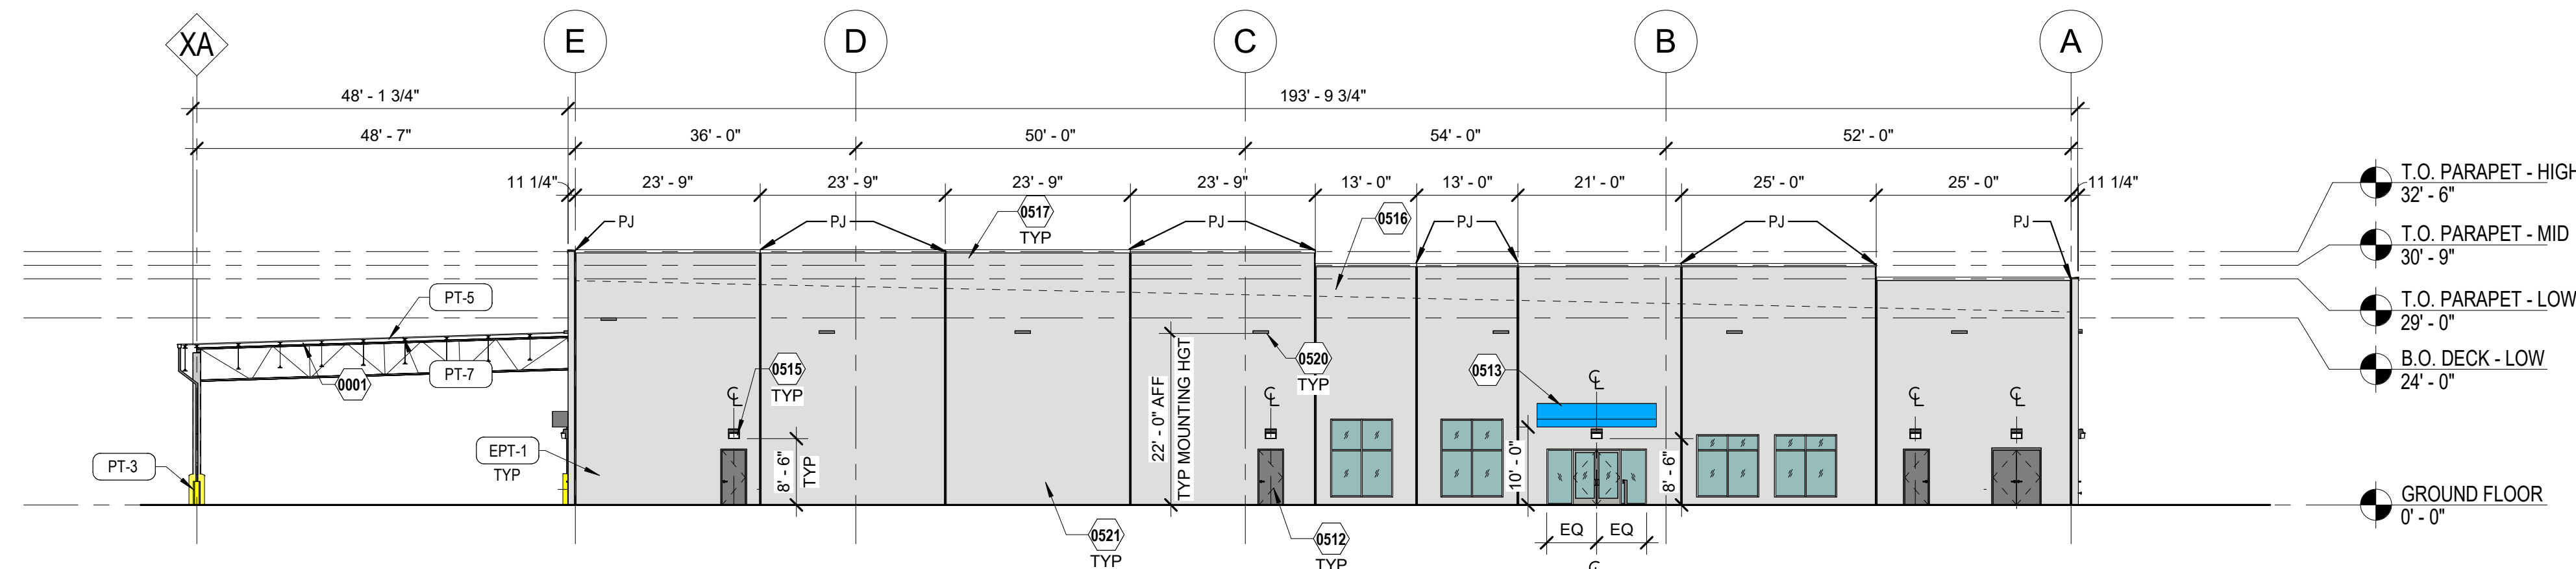 XA
E
D
C
B
A
48' - 1 3/4"
193' - 9 3/4"
48' - 7"
36' - 0"
50' - 0"
54' - 0"
52' - 0"
11 1/4"
23' - 9"
23' - 9"
23' - 9"
23' - 9"
13' - 0"
13' - 0"
21' - 0"
25' - 0"
25' - 0"
11 1/4"
T.O. PARAPET - HIGH
32' - 6"
T.O. PARAPET - MID
30' - 9"
T.O. PARAPET - LOW
29' - 0"
B.O. DECK - LOW
24' - 0"
GROUND FLOOR
0' - 0"
PJ
PJ
0517
TYP
PJ
0516
PJ
PJ
PJ
PT-5
PT-7
0001
PT-3
EPT-1
TYP
0515
TYP
8' - 6"
TYP
22' - 0" AFF
TYP MOUNTING HGT
0520
TYP
0513
10' - 0"
8' - 6"
CL
CL
CL
CL
CL
0521
TYP
0512
TYP
EQ
EQ